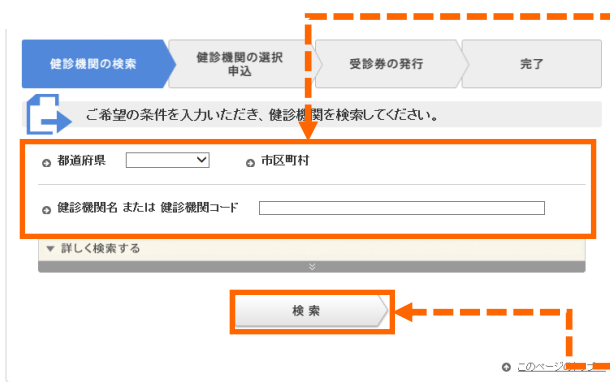 健診機関の検索
健診機関の選択
申込
受診券の発行
完了
ご希望の条件を入力いただき、健診機関を検索してください。
都道府県 市区町村
健診機関名 または 健診機関コード
▼ 詳しく検索する
検 索
このページの